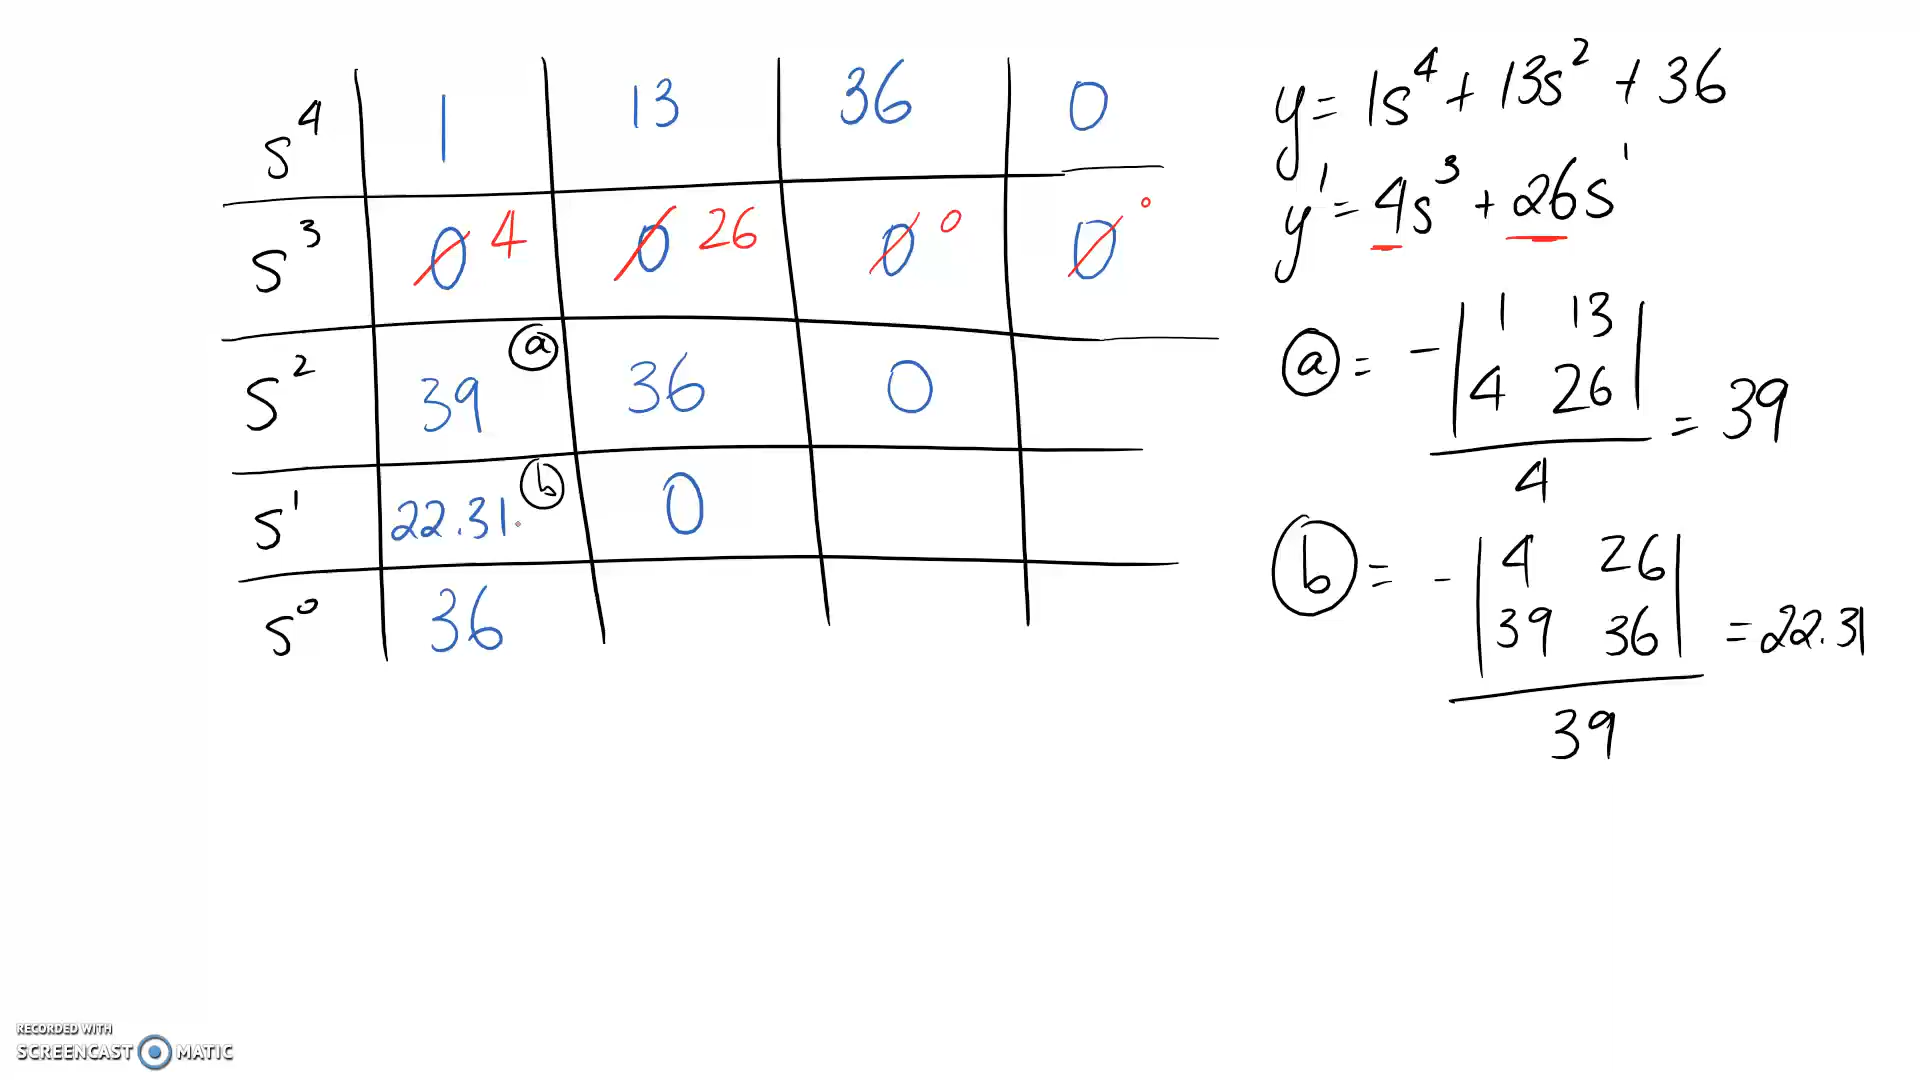 s⁴ 1 13 36 0
s³ 0 4 0 26 0 0 0 0
s² 39 (a) 36 0
s¹ 22.31 (b) 0
s⁰ 36
y = 1s⁴ + 13s² + 36
y' = 4s³ + 26s¹
(a) = - | 1 13 |
| 4 26 | = 39
4
(b) = - | 4 26 |
| 39 36 | = 22.31
39
RECORDED WITH
SCREENCAST MATIC